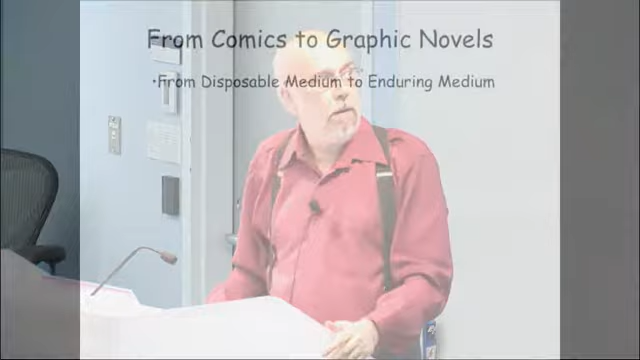 From Comics to Graphic Novels
•From Disposable Medium to Enduring Medium